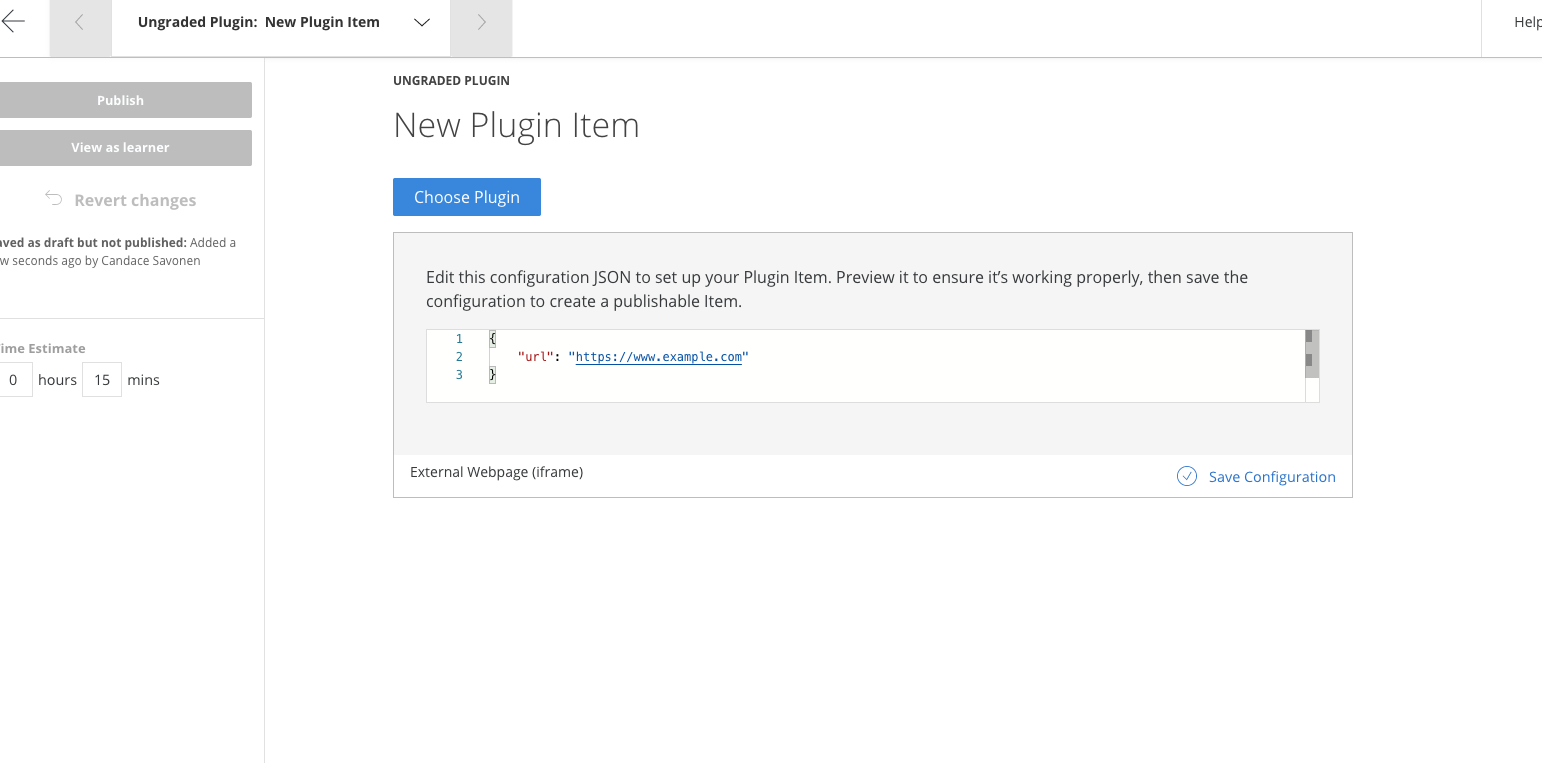 Ungraded Plugin: New Plugin Item
Help
Publish
View as learner
Revert changes
aved as draft but not published: Added a
w seconds ago by Candace Savonen
ime Estimate
0 hours 15 mins
UNGRADED PLUGIN
New Plugin Item
Choose Plugin
Edit this configuration JSON to set up your Plugin Item. Preview it to ensure it’s working properly, then save the
configuration to create a publishable Item.
1 {
2 "url": "https://www.example.com"
3 }
External Webpage (iframe)
Save Configuration